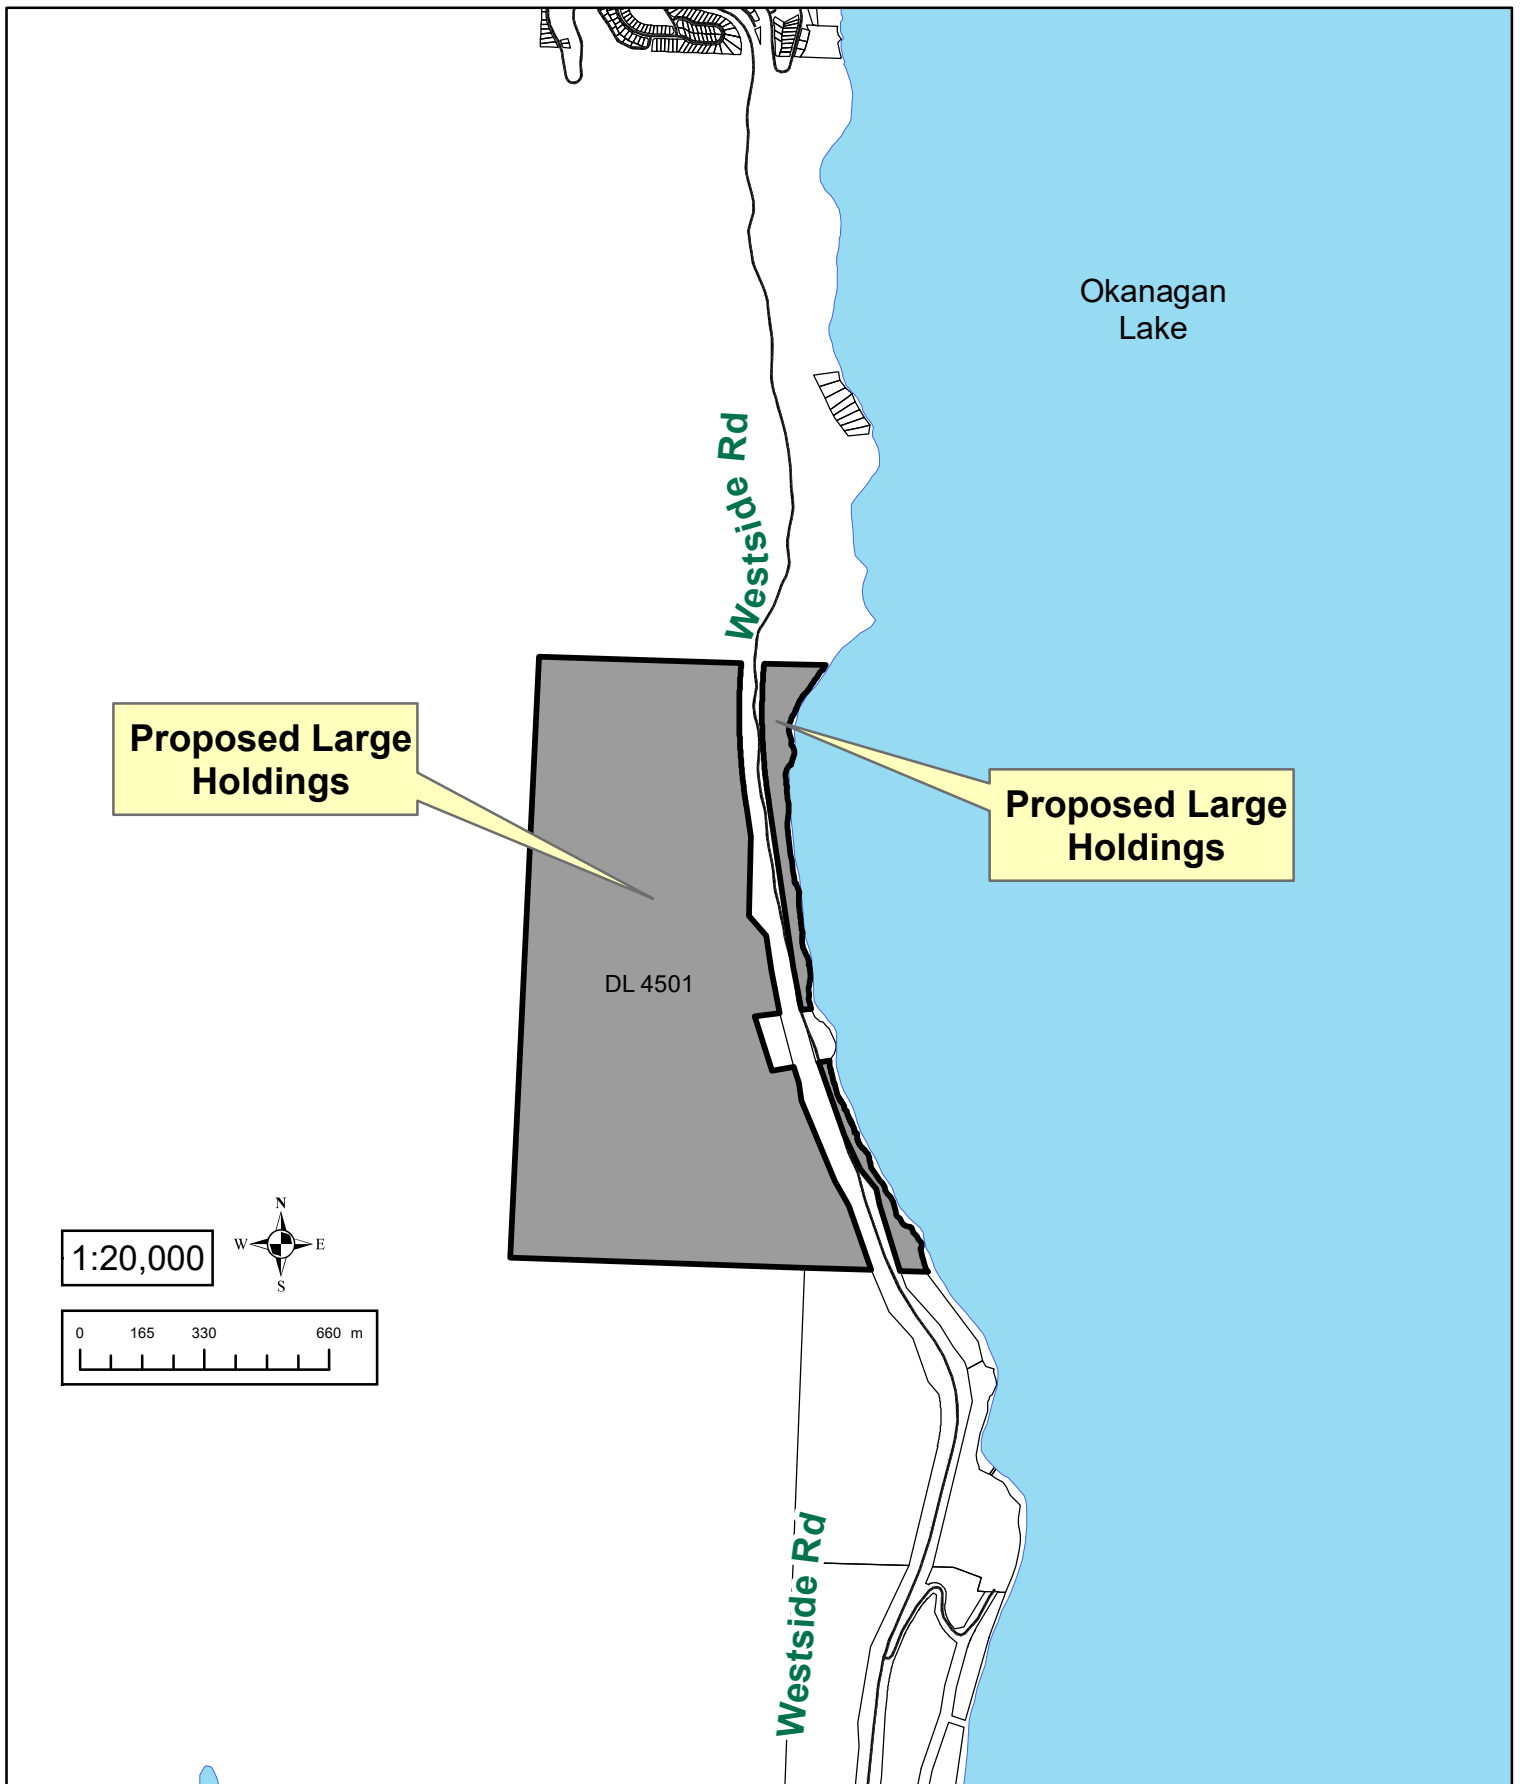 Okanagan
Lake
Westside Rd
Proposed Large
Holdings
Proposed Large
Holdings
DL 4501
N
W E
S
1:20,000
0 165 330 660 m
Westside Rd